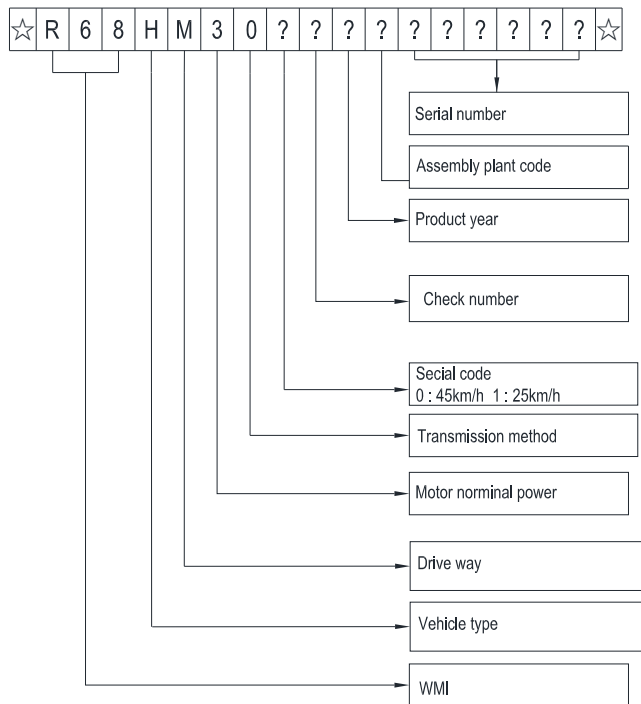 ☆ R 6 8 H M 3 0 ? ? ? ? ? ? ? ? ? ? ☆
Serial number
Assembly plant code
Product year
Check number
Secial code
0 : 45km/h 1 : 25km/h
Transmission method
Motor norminal power
Drive way
Vehicle type
WMI